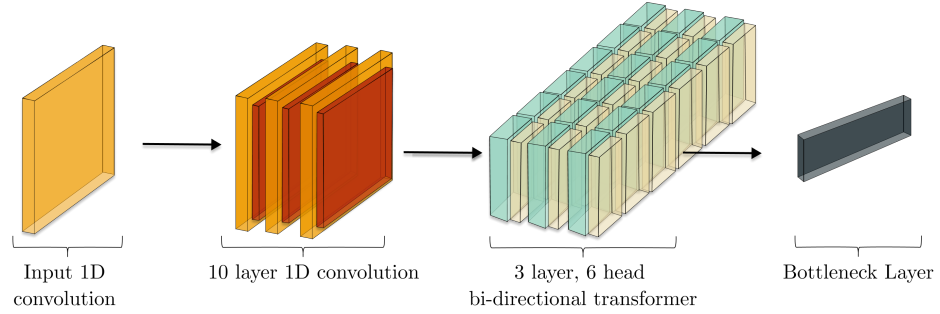 Input 1D
convolution
10 layer 1D convolution
3 layer, 6 head
bi-directional transformer
Bottleneck Layer